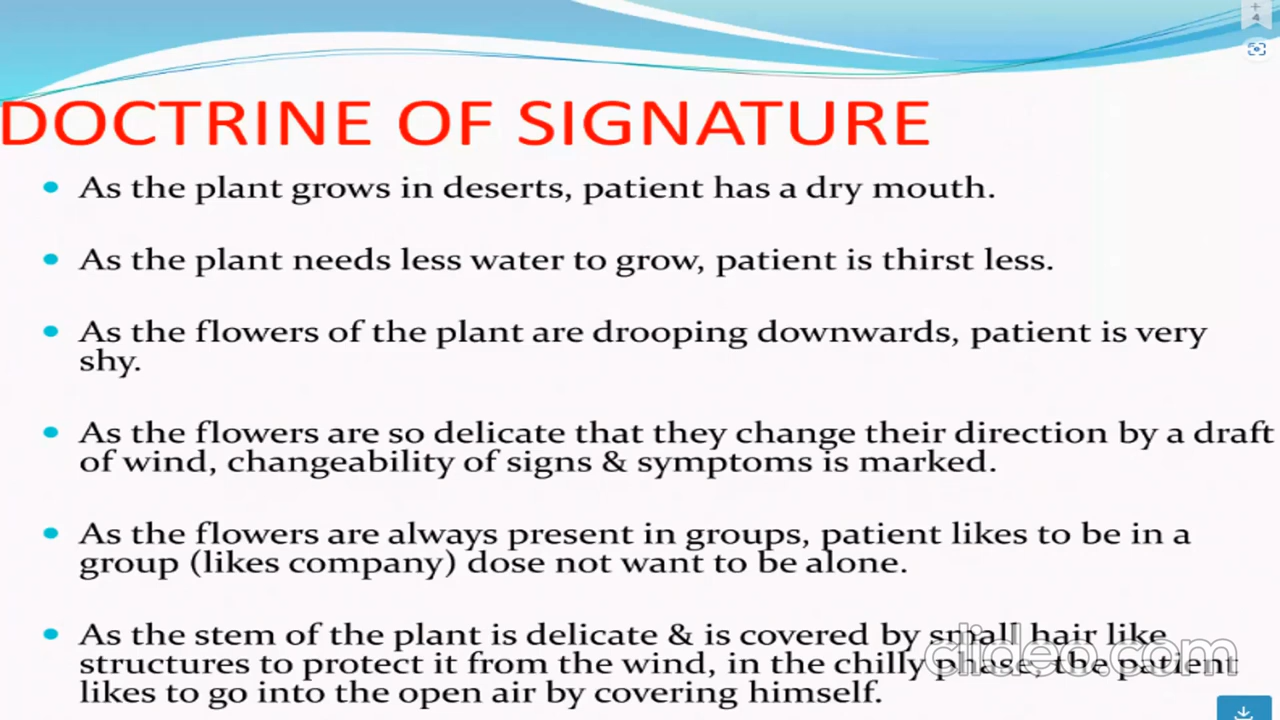 DOCTRINE OF SIGNATURE
As the plant grows in deserts, patient has a dry mouth.
As the plant needs less water to grow, patient is thirst less.
As the flowers of the plant are drooping downwards, patient is very
shy.
As the flowers are so delicate that they change their direction by a draft
of wind, changeability of signs & symptoms is marked.
As the flowers are always present in groups, patient likes to be in a
group (likes company) dose not want to be alone.
As the stem of the plant is delicate & is covered by small hair like
structures to protect it from the wind, in the chilly phase, the patient
likes to go into the open air by covering himself.
clideo.com
4